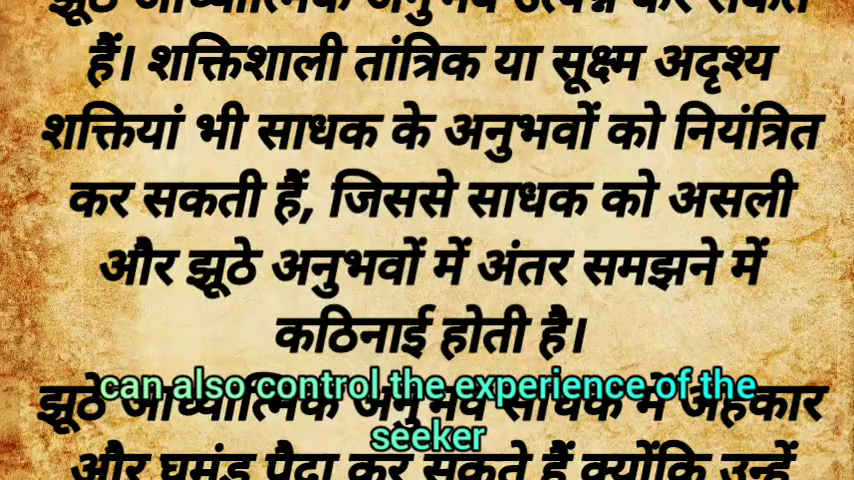 झूठे आध्यात्मिक अनुभव उत्पन्न कर सकते
हैं। शक्तिशाली तांत्रिक या सूक्ष्म अदृश्य
शक्तियां भी साधक के अनुभवों को नियंत्रित
कर सकती हैं, जिससे साधक को असली
और झूठे अनुभवों में अंतर समझने में
कठिनाई होती है।
झूठे आध्यात्मिक अनुभव साधक में अहंकार
can also control the experience of the
seeker
और घमंड पैदा कर सकते हैं क्योंकि उन्हें